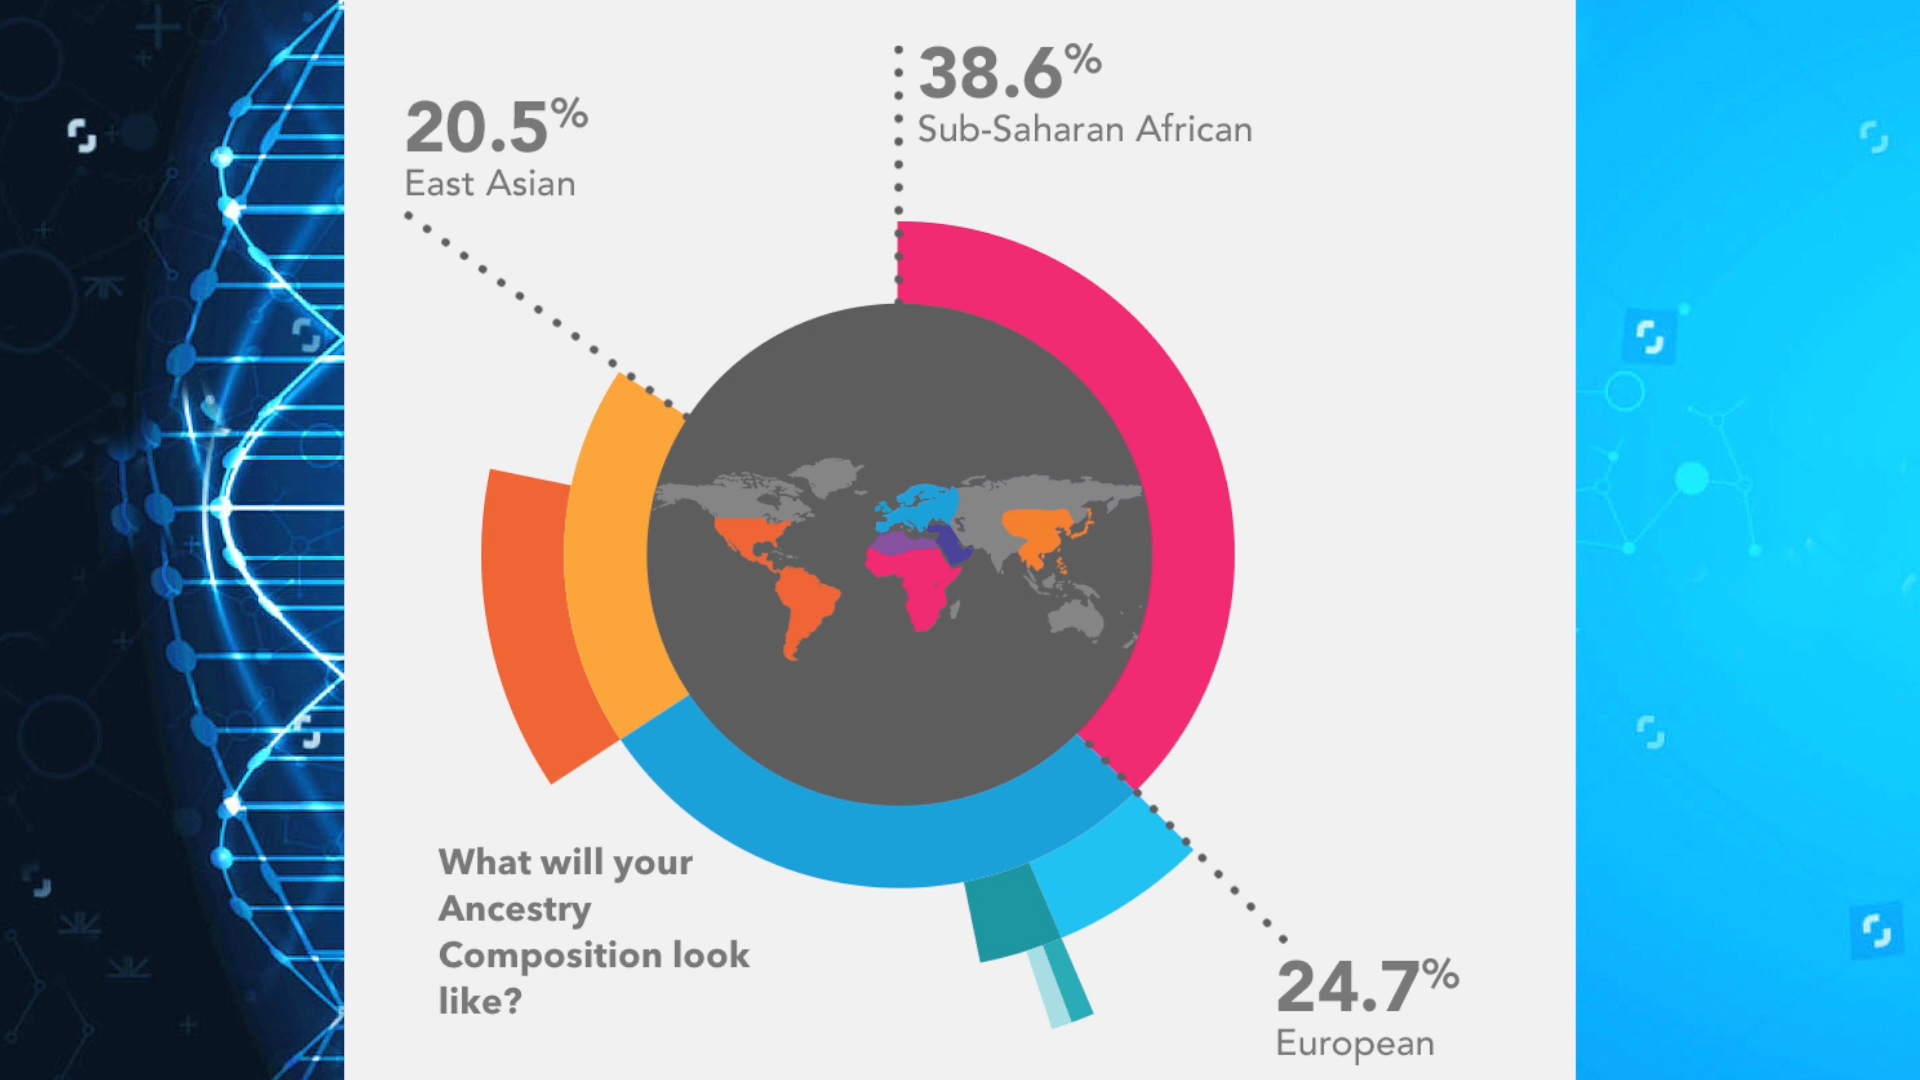 38.6%
Sub-Saharan African
20.5%
East Asian
What will your
Ancestry
Composition look
like?
24.7%
European